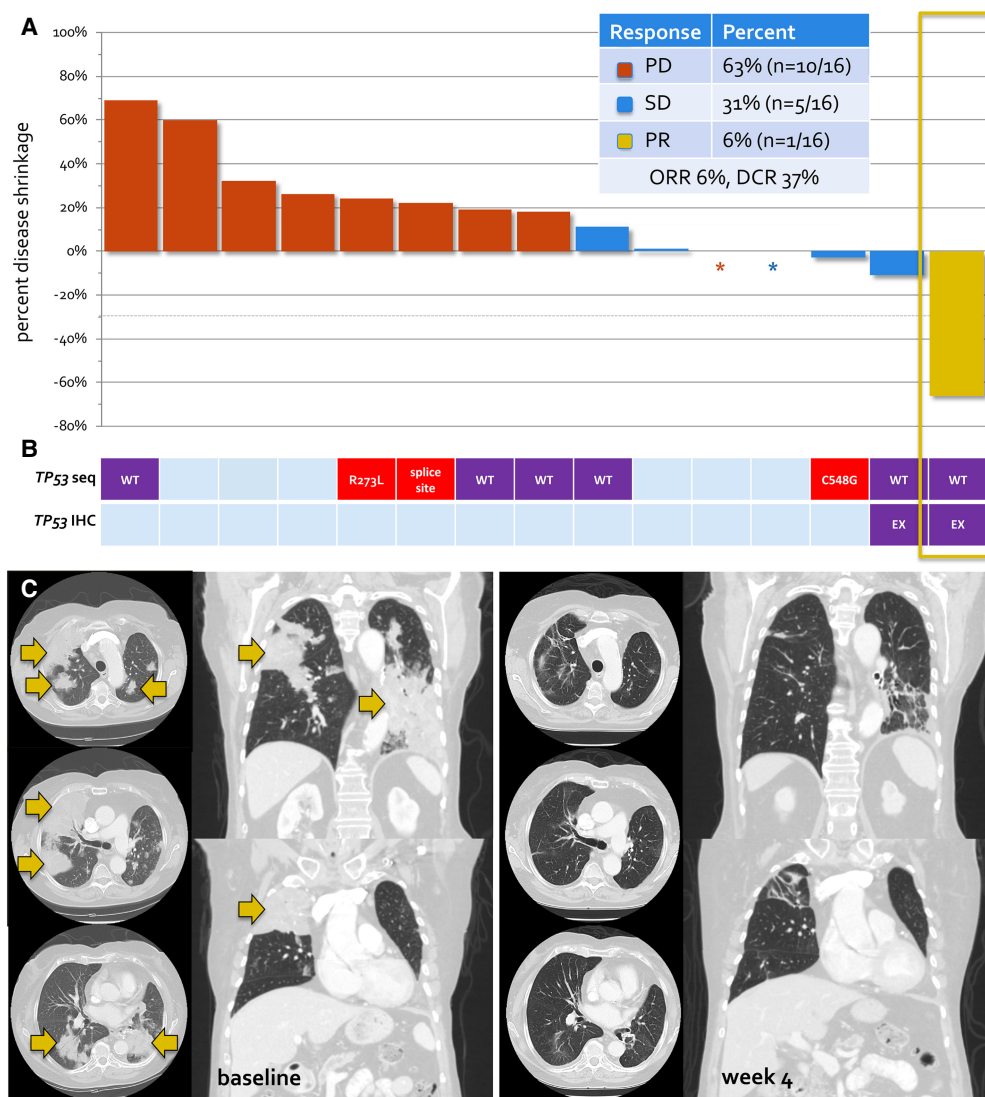 A
percent disease shrinkage
100%
80%
60%
40%
20%
0%
-20%
-40%
-60%
-80%
Response Percent
PD 63% (n=10/16)
SD 31% (n=5/16)
PR 6% (n=1/16)
ORR 6%, DCR 37%
* *
B
TP53 seq WT R273L splice site WT WT WT C548G WT WT
TP53 IHC EX EX
C
baseline
week 4